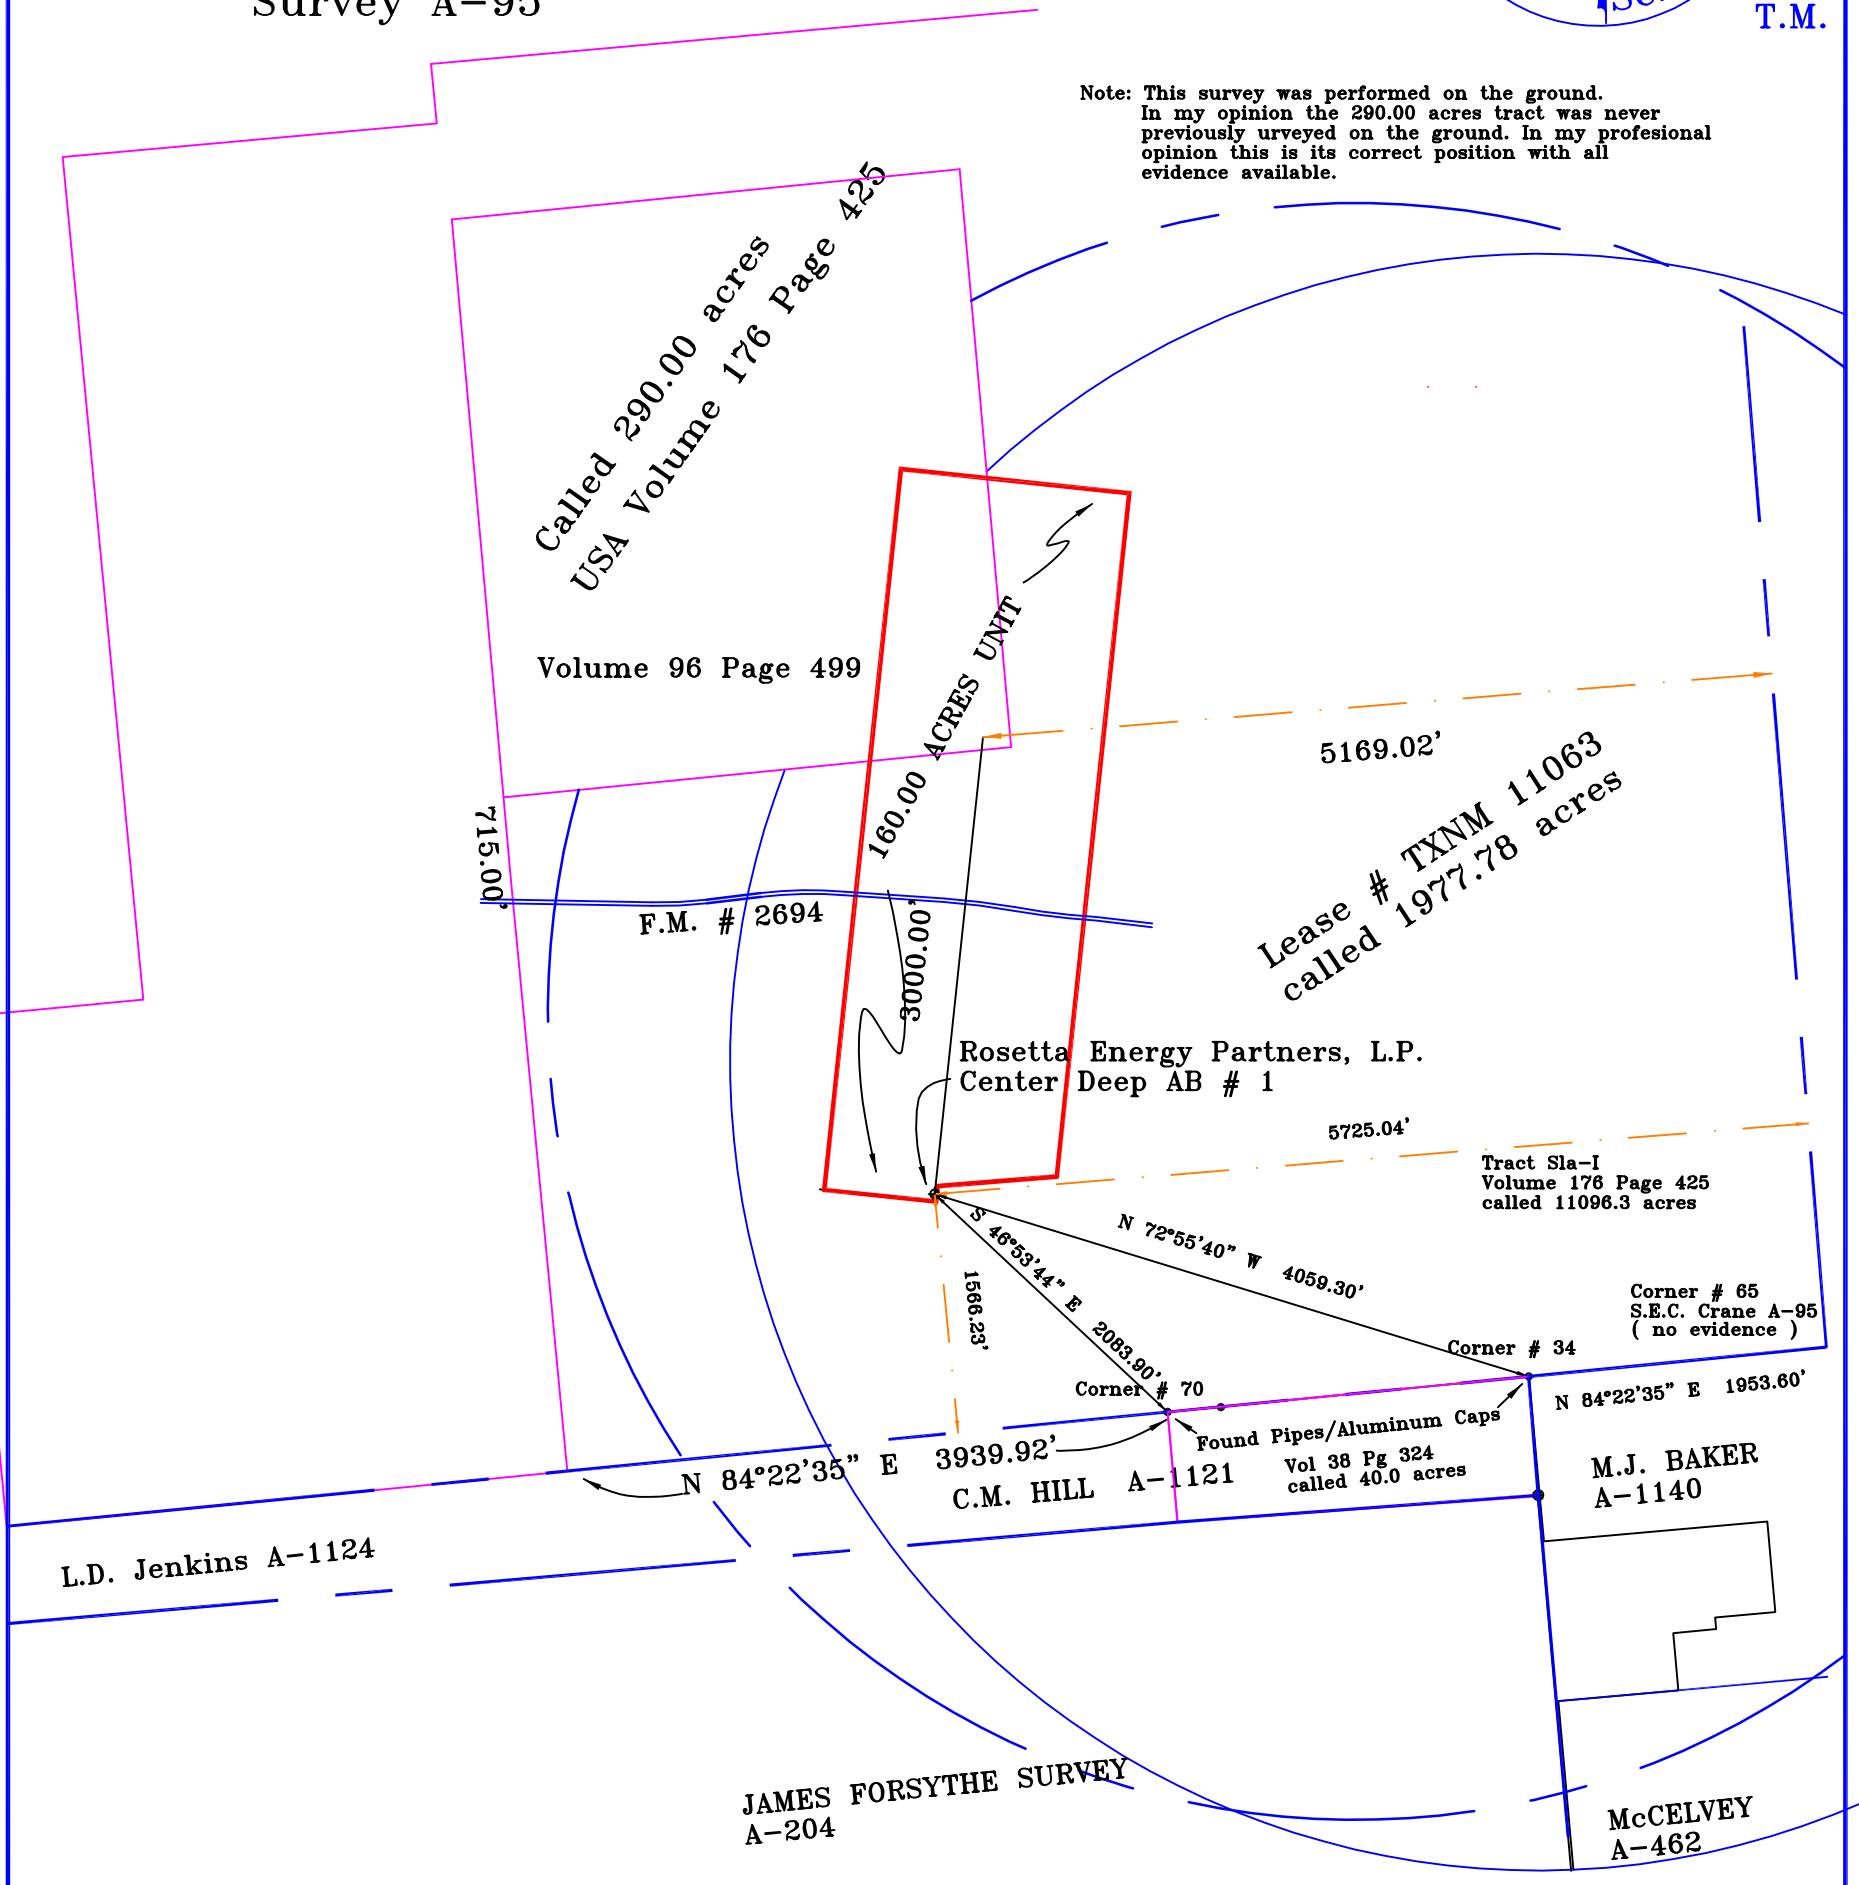 Survey A-95
T.M.
Note: This survey was performed on the ground.
In my opinion the 290.00 acres tract was never
previously urveyed on the ground. In my profesional
opinion this is its correct position with all
evidence available.
Called 290.00 acres
USA Volume 176 Page 425
Volume 96 Page 499
160.00 ACRES UNIT
5169.02'
Lease # TXNM 11063
called 1977.78 acres
715.00'
F.M. # 2694
3000.00'
Rosetta Energy Partners, L.P.
Center Deep AB # 1
5725.04'
Tract Sla-I
Volume 176 Page 425
called 11096.3 acres
S 46°53'44" E 2083.90'
N 72°55'40" W 4059.30'
1566.23'
Corner # 65
S.E.C. Crane A-95
( no evidence )
Corner # 34
Corner # 70
N 84°22'35" E 1953.60'
Found Pipes/Aluminum Caps
N 84°22'35" E 3939.92'
Vol 38 Pg 324
called 40.0 acres
C.M. HILL A-1121
M.J. BAKER
A-1140
L.D. Jenkins A-1124
JAMES FORSYTHE SURVEY
A-204
McCELVEY
A-462